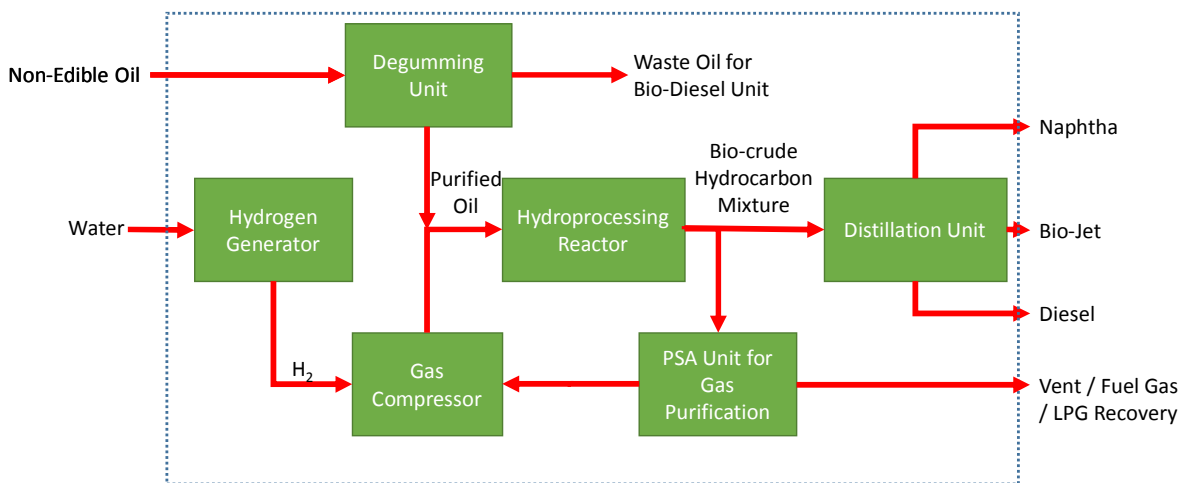 Non-Edible Oil
Degumming
Unit
Waste Oil for
Bio-Diesel Unit
Naphtha
Bio-crude
Hydrocarbon
Mixture
Purified
Oil
Water
Hydrogen
Generator
Hydroprocessing
Reactor
Distillation Unit
Bio-Jet
Diesel
H₂
Gas
Compressor
PSA Unit for
Gas
Purification
Vent / Fuel Gas
/ LPG Recovery